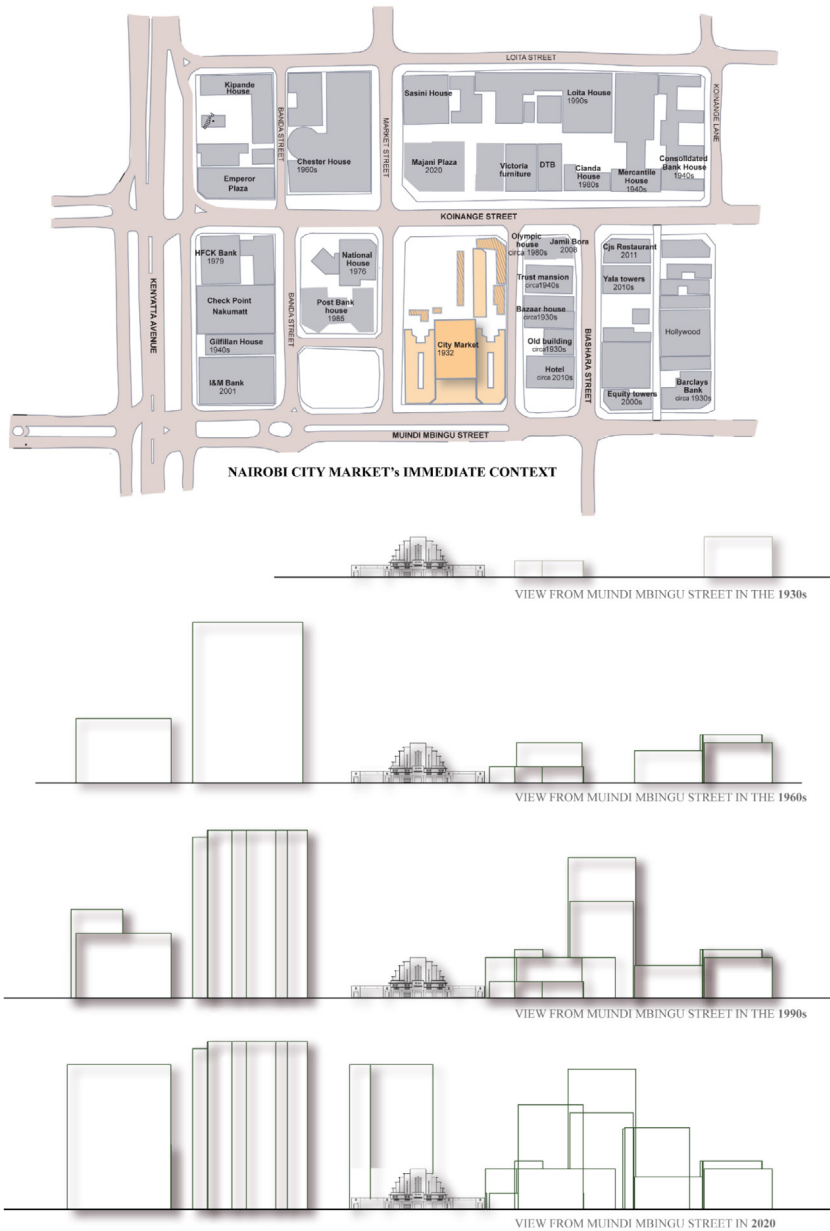 LOITA STREET
Kipande
House
Sasini House
Loita House
1990s
KOINANGE LANE
BANDA STREET
MARKET STREET
Chester House
1960s
Majani Plaza
2020
Victoria
furniture
DTB
Cianda
House
1980s
Mercantile
House
1940s
Consolidated
Bank House
1940s
Emperor
Plaza
KOINANGE STREET
KENYATTA AVENUE
HFCK Bank
1979
National
House
1976
Olympic
house
circa 1980s
Jamii Bora
2008
Cjs Restaurant
2011
Trust mansion
circa1940s
Yala towers
2010s
Check Point
Nakumatt
BANDA STREET
Post Bank
house
1985
Bazaar house
circa1930s
BIASHARA STREET
Hollywood
Gilfillan House
1940s
City Market
1932
Old building
circa1930s
I&M Bank
2001
Hotel
circa 2010s
Equity towers
2000s
Barclays
Bank
circa 1930s
MUINDI MBINGU STREET
NAIROBI CITY MARKET's IMMEDIATE CONTEXT
VIEW FROM MUINDI MBINGU STREET IN THE 1930s
VIEW FROM MUINDI MBINGU STREET IN THE 1960s
VIEW FROM MUINDI MBINGU STREET IN THE 1990s
VIEW FROM MUINDI MBINGU STREET IN 2020